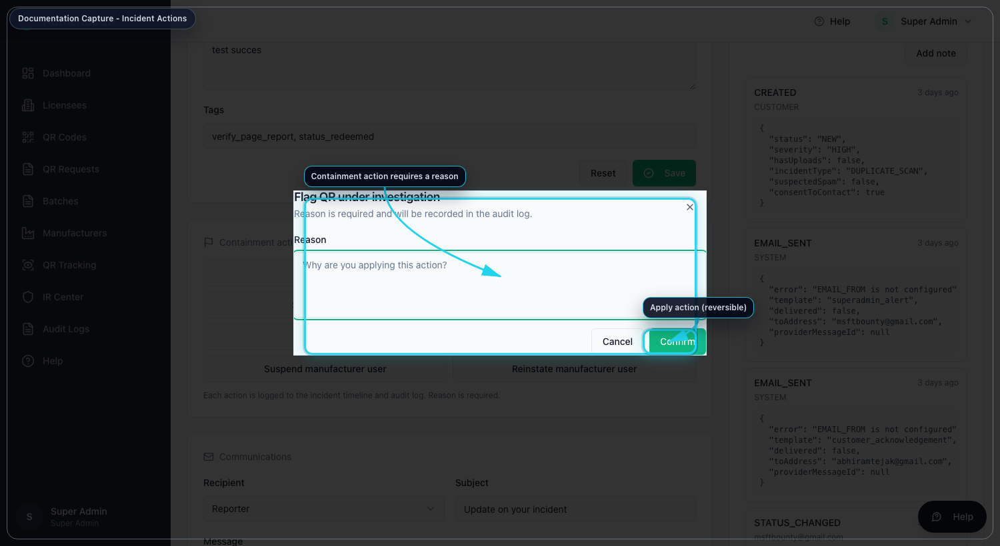 Documentation Capture - Incident Actions
Help
S
Super Admin
Dashboard
Licensees
QR Codes
QR Requests
Batches
Manufacturers
QR Tracking
IR Center
Audit Logs
Help
S
Super Admin
Super Admin
test succes
Tags
verify_page_report, status_redeemed
Reset
Save
Containment action requires a reason
Flag QR under investigation
Reason is required and will be recorded in the audit log.
Reason
Why are you applying this action?
Apply action (reversible)
Cancel
Confirm
Containment acti
Suspend manufacturer user
Reinstate manufacturer user
Each action is logged to the incident timeline and audit log. Reason is required.
Communications
Recipient
Subject
Reporter
Update on your incident
Message
Add note
CREATED
3 days ago
CUSTOMER
{
"status": "NEW",
"severity": "HIGH",
"hasUploads": false,
"incidentType": "DUPLICATE_SCAN",
"suspectedSpam": false,
"consentToContact": true
}
EMAIL_SENT
3 days ago
SYSTEM
{
"error": "EMAIL_FROM is not configured"
"template": "superadmin_alert",
"delivered": false,
"toAddress": "msftbounty@gmail.com",
"providerMessageId": null
}
EMAIL_SENT
3 days ago
SYSTEM
{
"error": "EMAIL_FROM is not configured"
"template": "customer_acknowledgement",
"delivered": false,
"toAddress": "abhiramtejak@gmail.com",
"providerMessageId": null
}
STATUS_CHANGED
msftbounty@gmail.com
Help